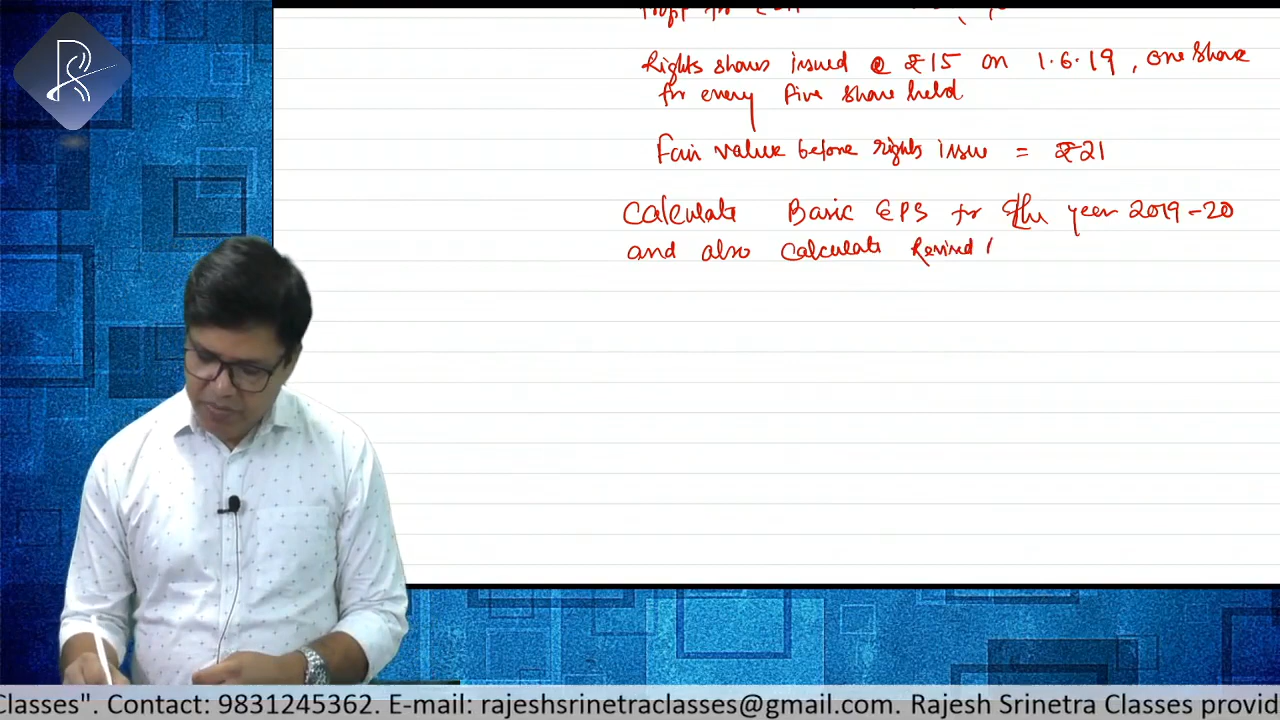 Rights shares issued @ ₹15 on 1.6.19, one share
for every five share held
Fair value before rights issue = ₹21
Calculate Basic EPS for the year 2019-20
and also calculate Revised
Classes". Contact: 9831245362. E-mail: rajeshsrinetraclasses@gmail.com. Rajesh Srinetra Classes provid